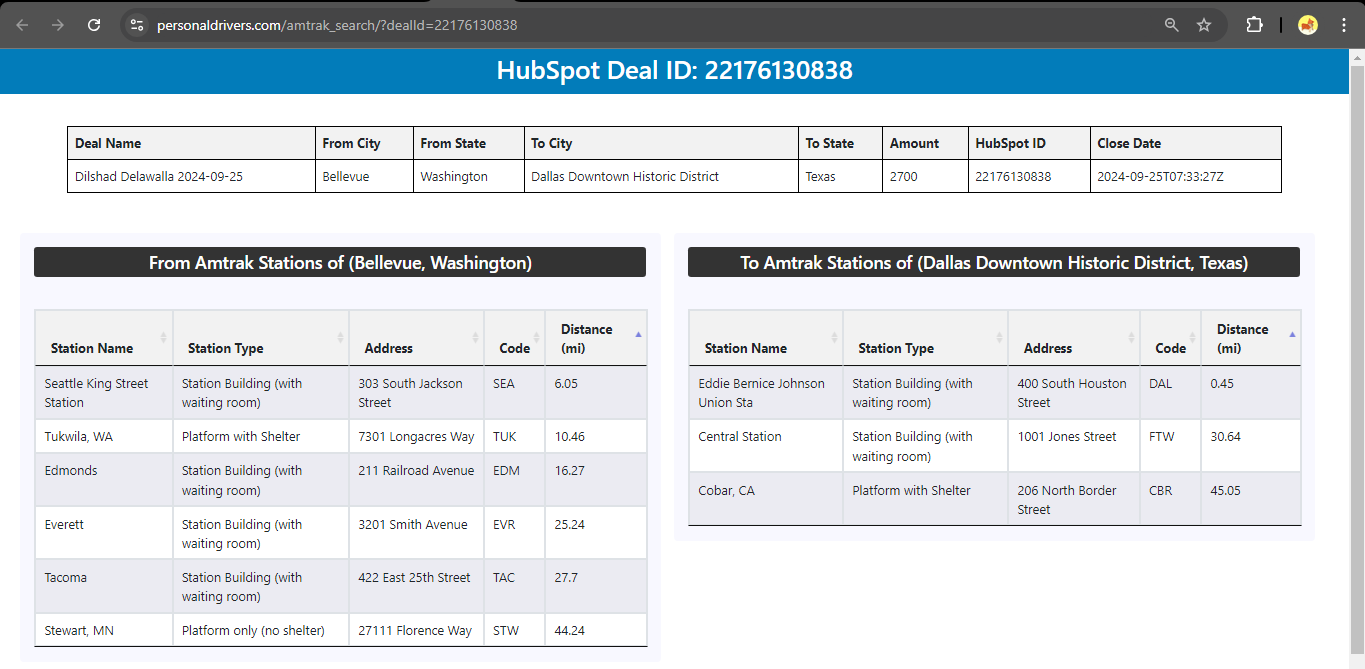 personaldrivers.com/amtrak_search/?dealId=22176130838
HubSpot Deal ID: 22176130838
Deal Name From City From State To City To State Amount HubSpot ID Close Date
Dilshad Delawalla 2024-09-25 Bellevue Washington Dallas Downtown Historic District Texas 2700 22176130838 2024-09-25T07:33:27Z
From Amtrak Stations of (Bellevue, Washington)
Station Name Station Type Address Code Distance
(mi)
Seattle King Street Station Building (with 303 South Jackson SEA 6.05
Station waiting room) Street
Tukwila, WA Platform with Shelter 7301 Longacres Way TUK 10.46
Edmonds Station Building (with 211 Railroad Avenue EDM 16.27
waiting room)
Everett Station Building (with 3201 Smith Avenue EVR 25.24
waiting room)
Tacoma Station Building (with 422 East 25th Street TAC 27.7
waiting room)
Stewart, MN Platform only (no shelter) 27111 Florence Way STW 44.24
To Amtrak Stations of (Dallas Downtown Historic District, Texas)
Station Name Station Type Address Code Distance
(mi)
Eddie Bernice Johnson Station Building (with 400 South Houston DAL 0.45
Union Sta waiting room) Street
Central Station Station Building (with 1001 Jones Street FTW 30.64
waiting room)
Cobar, CA Platform with Shelter 206 North Border CBR 45.05
Street